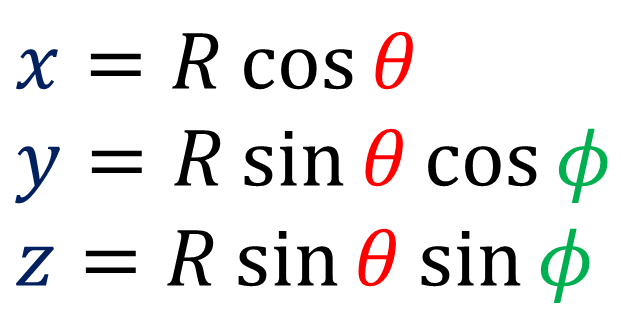 x = R cos θ
y = R sin θ cos ϕ
z = R sin θ sin ϕ